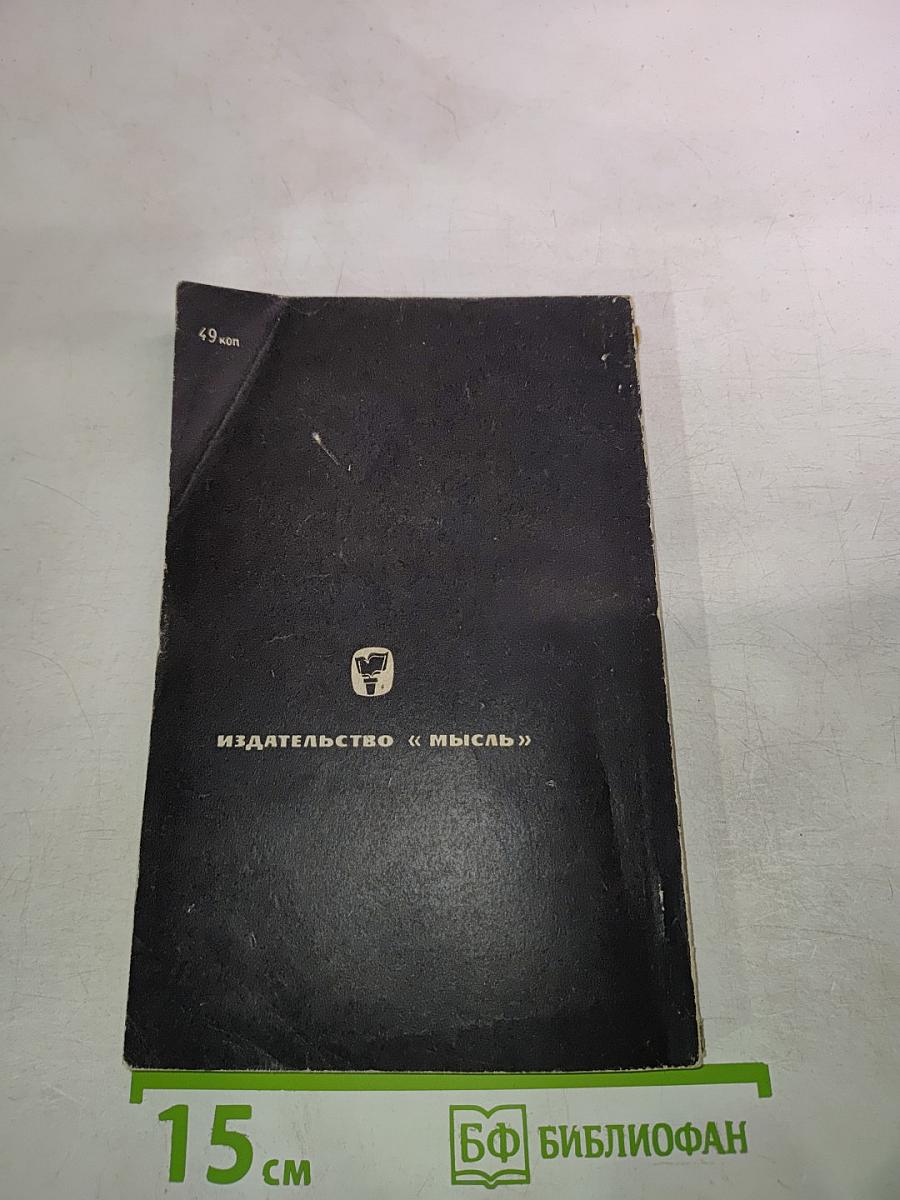 49 коп
ИЗДАТЕЛЬСТВО « МЫСЛЬ»
15 см
БФ БИБЛИОФАН